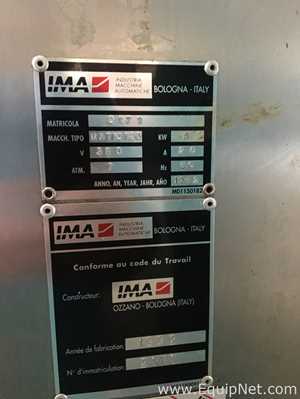 IMA INDUSTRIA MACCHINE AUTOMATICHE BOLOGNA - ITALY
MATRICOLA
MACCH. TIPO KW
V 380 A
ATM. Hz
ANNO, AN, YEAR, JAHR, AÑO
MD1150182
IMA INDUSTRIA MACCHINE AUTOMATICHE BOLOGNA - ITALY
Conforme au code du Travail
Constructeur: IMA
OZZANO - BOLOGNA (ITALY)
Année de fabrication
N° d'immatriculation
© www.EquipNet.com